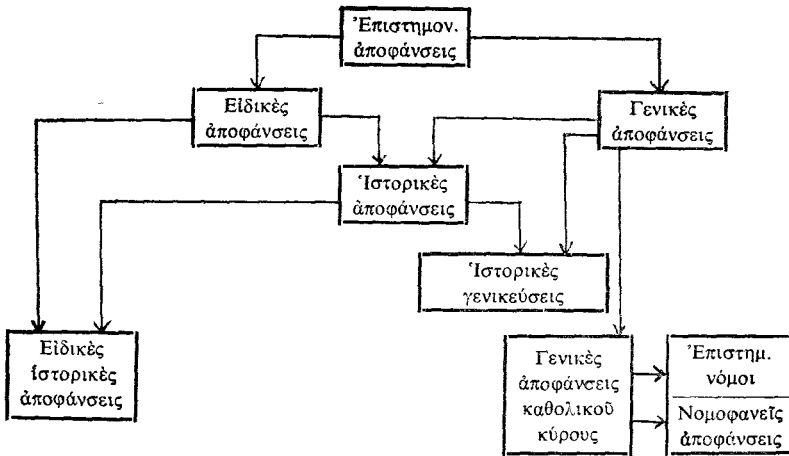 Ἐπιστημον.
ἀποφάνσεις
Εἰδικὲς
ἀποφάνσεις
Γενικὲς
ἀποφάνσεις
Ἱστορικὲς
ἀποφάνσεις
Ἱστορικὲς
γενικεύσεις
Εἰδικὲς
ἱστορικὲς
ἀποφάνσεις
Γενικὲς
ἀποφάνσεις
καθολικοῦ
κύρους
Ἐπιστημ.
νόμοι
Νομοφανεῖς
ἀποφάνσεις